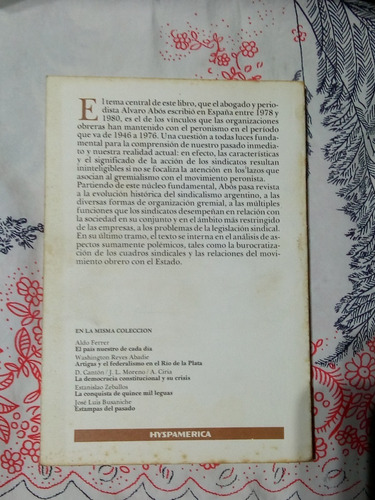 El tema central de este libro, que el abogado y perio-
dista Alvaro Abós escribió en España entre 1978 y
1980, es el de los vínculos que las organizaciones
obreras han mantenido con el peronismo en el período
que va de 1946 a 1976. Una cuestión a todas luces funda-
mental para la comprensión de nuestro pasado inmedia-
to y nuestra realidad actual: en efecto, las características
y el significado de la acción de los sindicatos resultan
ininteligibles si no se focaliza la atención en los lazos que
asocian al gremialismo con el movimiento peronista.
Partiendo de este núcleo fundamental, Abós pasa revista
a la evolución histórica del sindicalismo argentino, a las
diversas formas de organización gremial, a las múltiples
funciones que los sindicatos desempeñan en relación con
la sociedad en su conjunto y en el ámbito más restringido
de las empresas, a los problemas de la legislación sindical.
En su último tramo, el texto se interna en el análisis de as-
pectos sumamente polémicos, tales como la burocratiza-
ción de los cuadros sindicales y las relaciones del movi-
miento obrero con el Estado.
EN LA MISMA COLECCION
Aldo Ferrer
El país nuestro de cada día
Washington Reyes Abadie
Artigas y el federalismo en el Río de la Plata
D. Cantón / J. L. Moreno / A. Ciria
La democracia constitucional y su crisis
Estanislao Zeballos
La conquista de quince mil leguas
José Luis Busaniche
Estampas del pasado
HYSPAMERICA